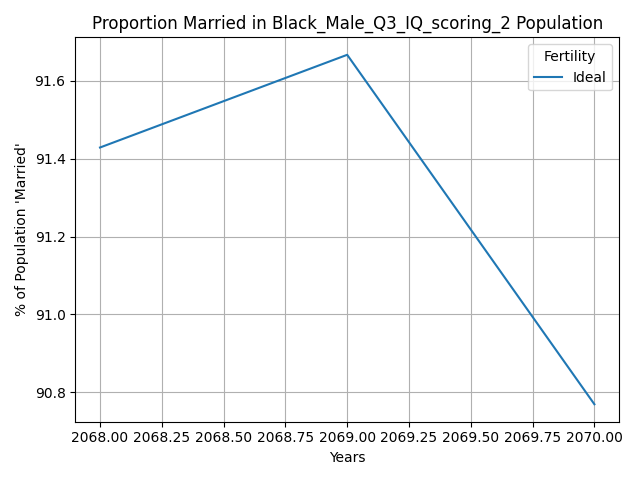 Proportion Married in Black_Male_Q3_IQ_scoring_2 Population
Fertility
Ideal
% of Population 'Married'
91.6
91.4
91.2
91.0
90.8
2068.00 2068.25 2068.50 2068.75 2069.00 2069.25 2069.50 2069.75 2070.00
Years